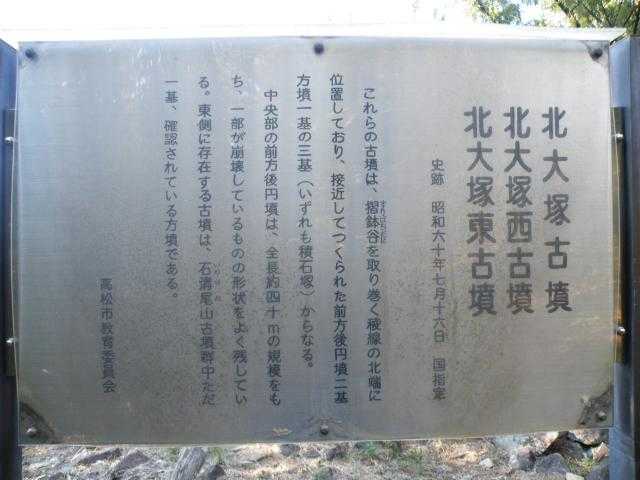 北大塚古墳
北大塚西古墳
北大塚東古墳
史跡 昭和六十年七月十六日 国指定
これらの古墳は、摺鉢谷を取り巻く稜線の北端に
位置しており、接近してつくられた前方後円墳二基
方墳一基の三基(いずれも積石塚)からなる。
中央部の前方後円墳は、全長約四十mの規模をも
ち、一部が崩壊しているものの形状をよく残してい
る。東側に存在する古墳は、石清尾山古墳群中ただ
一基、確認されている方墳である。
高松市教育委員会